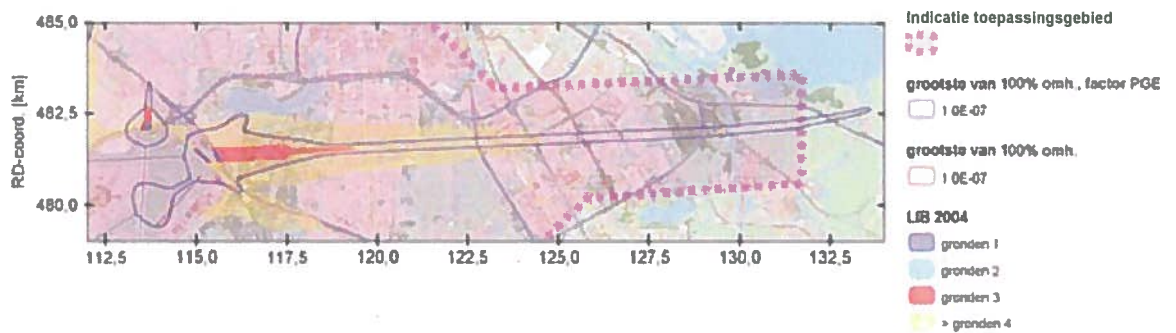 485,0
482,5
480,0
RD-coord. [km]
112,5 115,0 117,5 120,0 122,5 125,0 127,5 130,0 132,5
Indicatie toepassingsgebied
grootste van 100% omh., factor PGE
1 0E-07
grootste van 100% omh.
1 0E-07
LIB 2004
gronden 1
gronden 2
gronden 3
> gronden 4